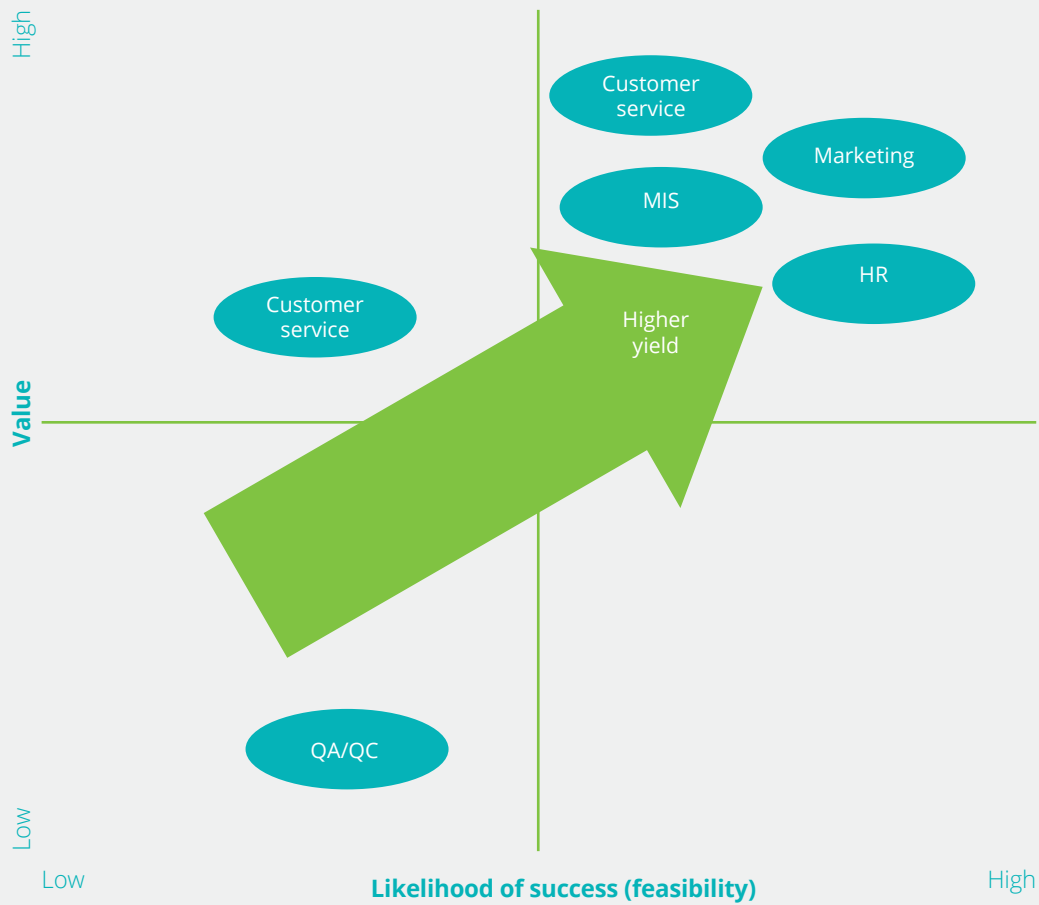 High
Customer
service
Marketing
MIS
HR
Customer
service
Higher
yield
Value
QA/QC
Low
Low
Likelihood of success (feasibility)
High